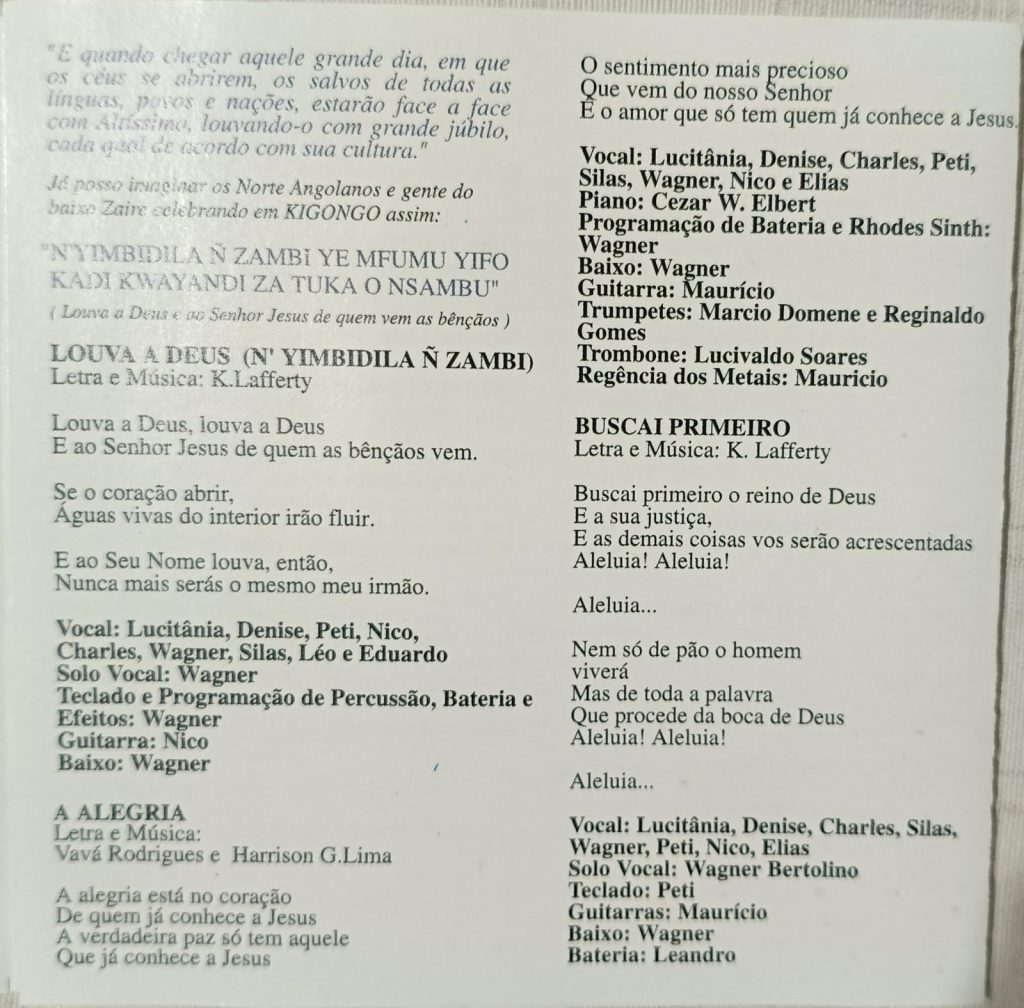 "E quando chegar aquele grande dia, em que
os céus se abrirem, os salvos de todas as
línguas, povos e nações, estarão face a face
com Altíssimo, louvando-o com grande júbilo,
cada qual de acordo com sua cultura."
Já posso imaginar os Norte Angolanos e gente do
baixo Zaire celebrando em KIGONGO assim:
"N'YIMBIDILA Ñ ZAMBI YE MFUMU YIFO
KADI KWAYANDI ZA TUKA O NSAMBU"
( Louva a Deus e ao Senhor Jesus de quem vem as bênçãos )
LOUVA A DEUS (N' YIMBIDILA Ñ ZAMBI)
Letra e Música: K.Lafferty
Louva a Deus, louva a Deus
E ao Senhor Jesus de quem as bênçãos vem.
Se o coração abrir,
Águas vivas do interior irão fluir.
E ao Seu Nome louva, então,
Nunca mais serás o mesmo meu irmão.
Vocal: Lucitânia, Denise, Peti, Nico,
Charles, Wagner, Silas, Léo e Eduardo
Solo Vocal: Wagner
Teclado e Programação de Percussão, Bateria e
Efeitos: Wagner
Guitarra: Nico
Baixo: Wagner
A ALEGRIA
Letra e Música:
Vavá Rodrigues e Harrison G.Lima
A alegria está no coração
De quem já conhece a Jesus
A verdadeira paz só tem aquele
Que já conhece a Jesus
O sentimento mais precioso
Que vem do nosso Senhor
É o amor que só tem quem já conhece a Jesus.
Vocal: Lucitânia, Denise, Charles, Peti,
Silas, Wagner, Nico e Elias
Piano: Cezar W. Elbert
Programação de Bateria e Rhodes Sinth:
Wagner
Baixo: Wagner
Guitarra: Maurício
Trumpetes: Marcio Domene e Reginaldo
Gomes
Trombone: Lucivaldo Soares
Regência dos Metais: Mauricio
BUSCAI PRIMEIRO
Letra e Música: K. Lafferty
Buscai primeiro o reino de Deus
E a sua justiça,
E as demais coisas vos serão acrescentadas
Aleluia! Aleluia!
Aleluia...
Nem só de pão o homem
viverá
Mas de toda a palavra
Que procede da boca de Deus
Aleluia! Aleluia!
Aleluia...
Vocal: Lucitânia, Denise, Charles, Silas,
Wagner, Peti, Nico, Elias
Solo Vocal: Wagner Bertolino
Teclado: Peti
Guitarras: Maurício
Baixo: Wagner
Bateria: Leandro